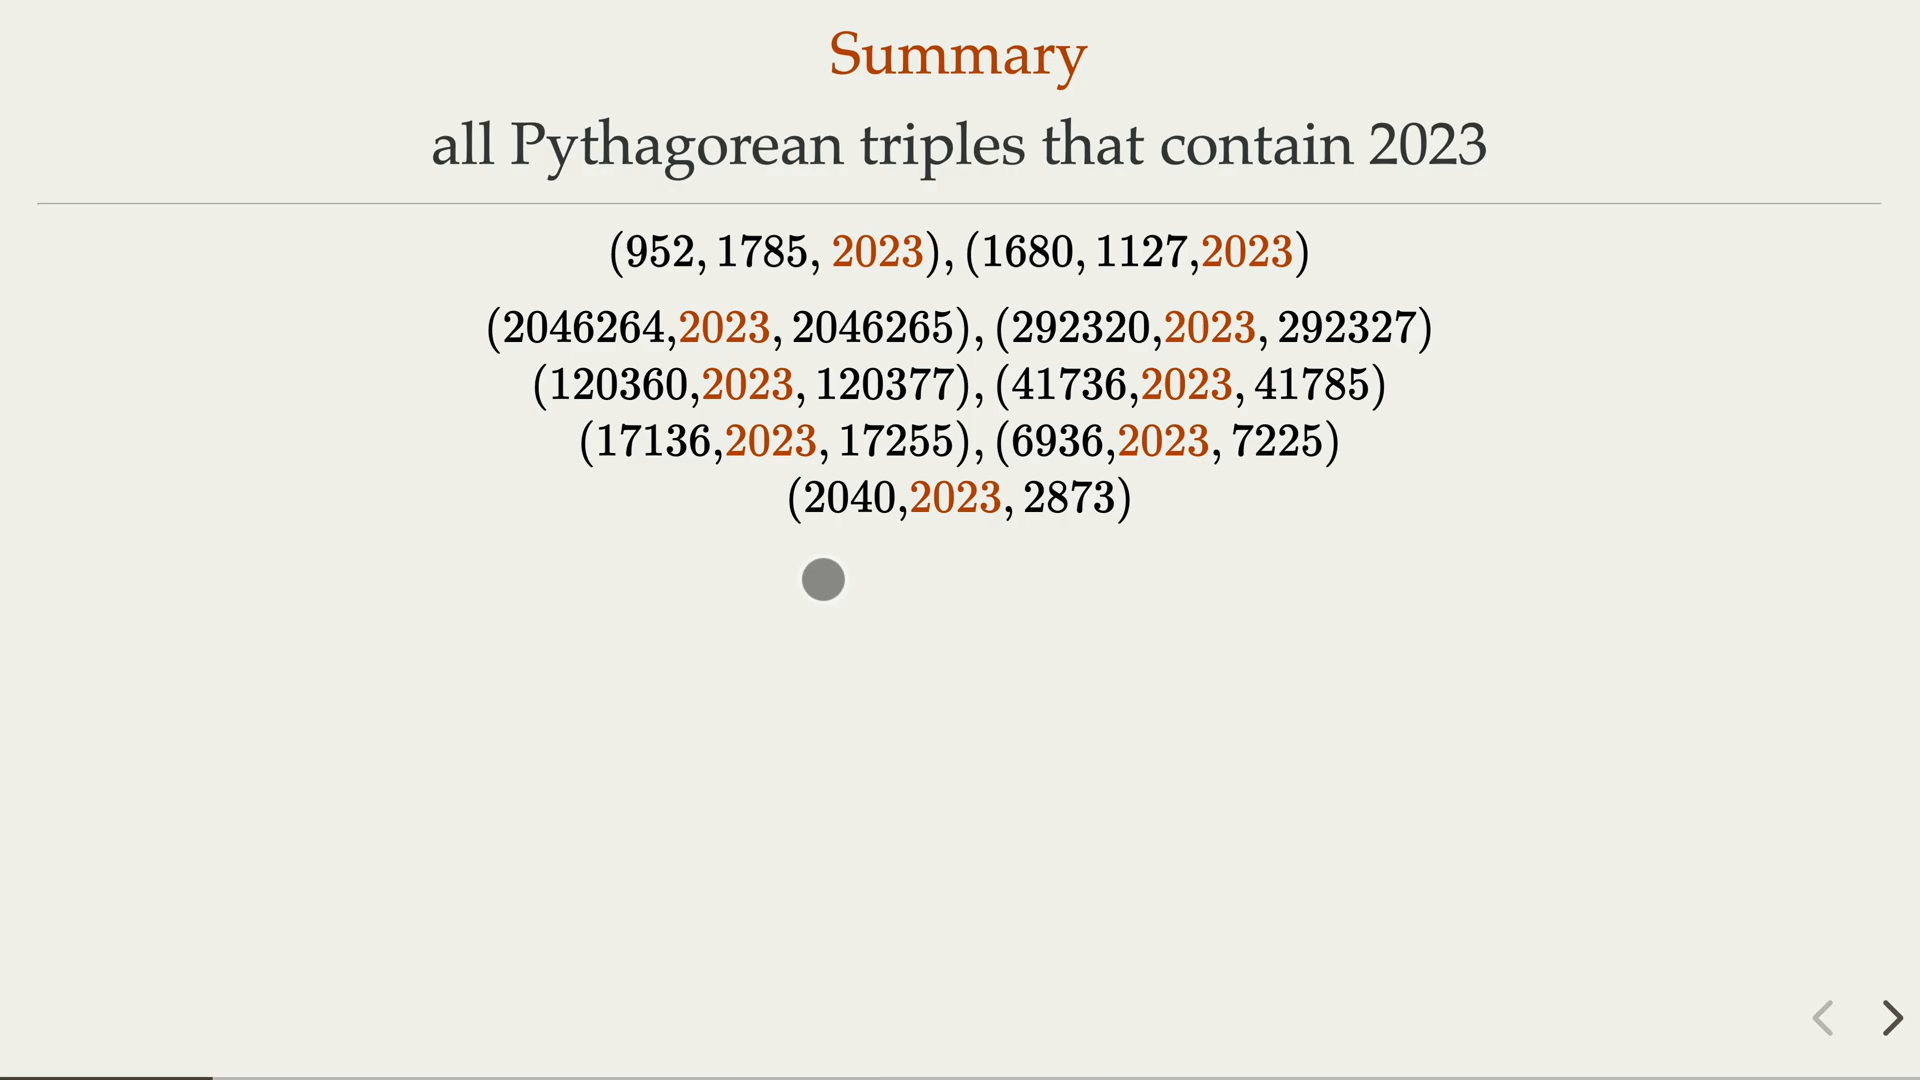 Summary
all Pythagorean triples that contain 2023
(952, 1785, 2023), (1680, 1127,2023)
(2046264,2023, 2046265), (292320,2023, 292327)
(120360,2023, 120377), (41736,2023, 41785)
(17136,2023, 17255), (6936,2023, 7225)
(2040,2023, 2873)